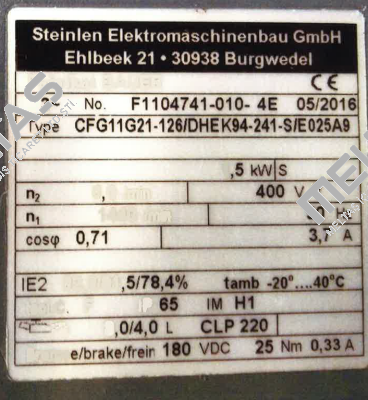 Steinlen Elektromaschinenbau GmbH
Ehlbeek 21 • 30938 Burgwedel
CE
No. F1104741-010- 4E 05/2016
Type CFG11G21-126/DHEK94-241-S/E025A9
,5 kW S
n2 , 400 V
n1
cosφ 0,71 3,7 A
IE2 ,5/78,4% tamb -20°....40°C
65 IM H1
,0/4,0 L CLP 220
e/brake/frein 180 VDC 25 Nm 0,33 A